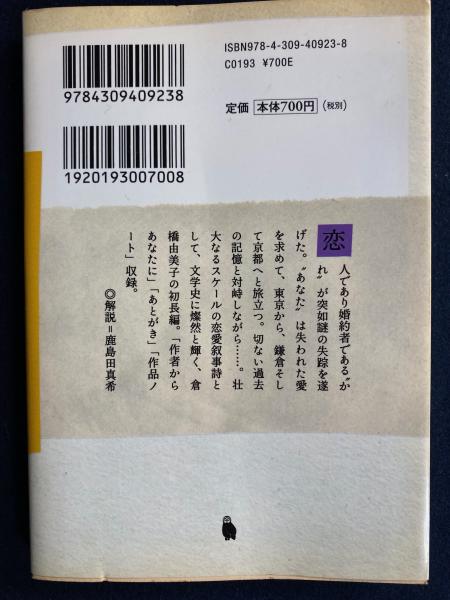 ISBN978-4-309-40923-8
C0193 ¥700E
9784309409238
定価 本体700円 (税別)
1920193007008
恋人であり婚約者である“か
れ”が突如謎の失踪を遂
げた。“あなた”は失われた愛
を求めて、東京から、鎌倉そし
て京都へと旅立つ。切ない過去
の記憶と対峙しながら……。壮
大なるスケールの恋愛叙事詩と
して、文学史に燦然と輝く、倉
橋由美子の初長編。「作者から
あなたに」「あとがき」「作品ノ
ート」収録。
◎解説=鹿島田真希